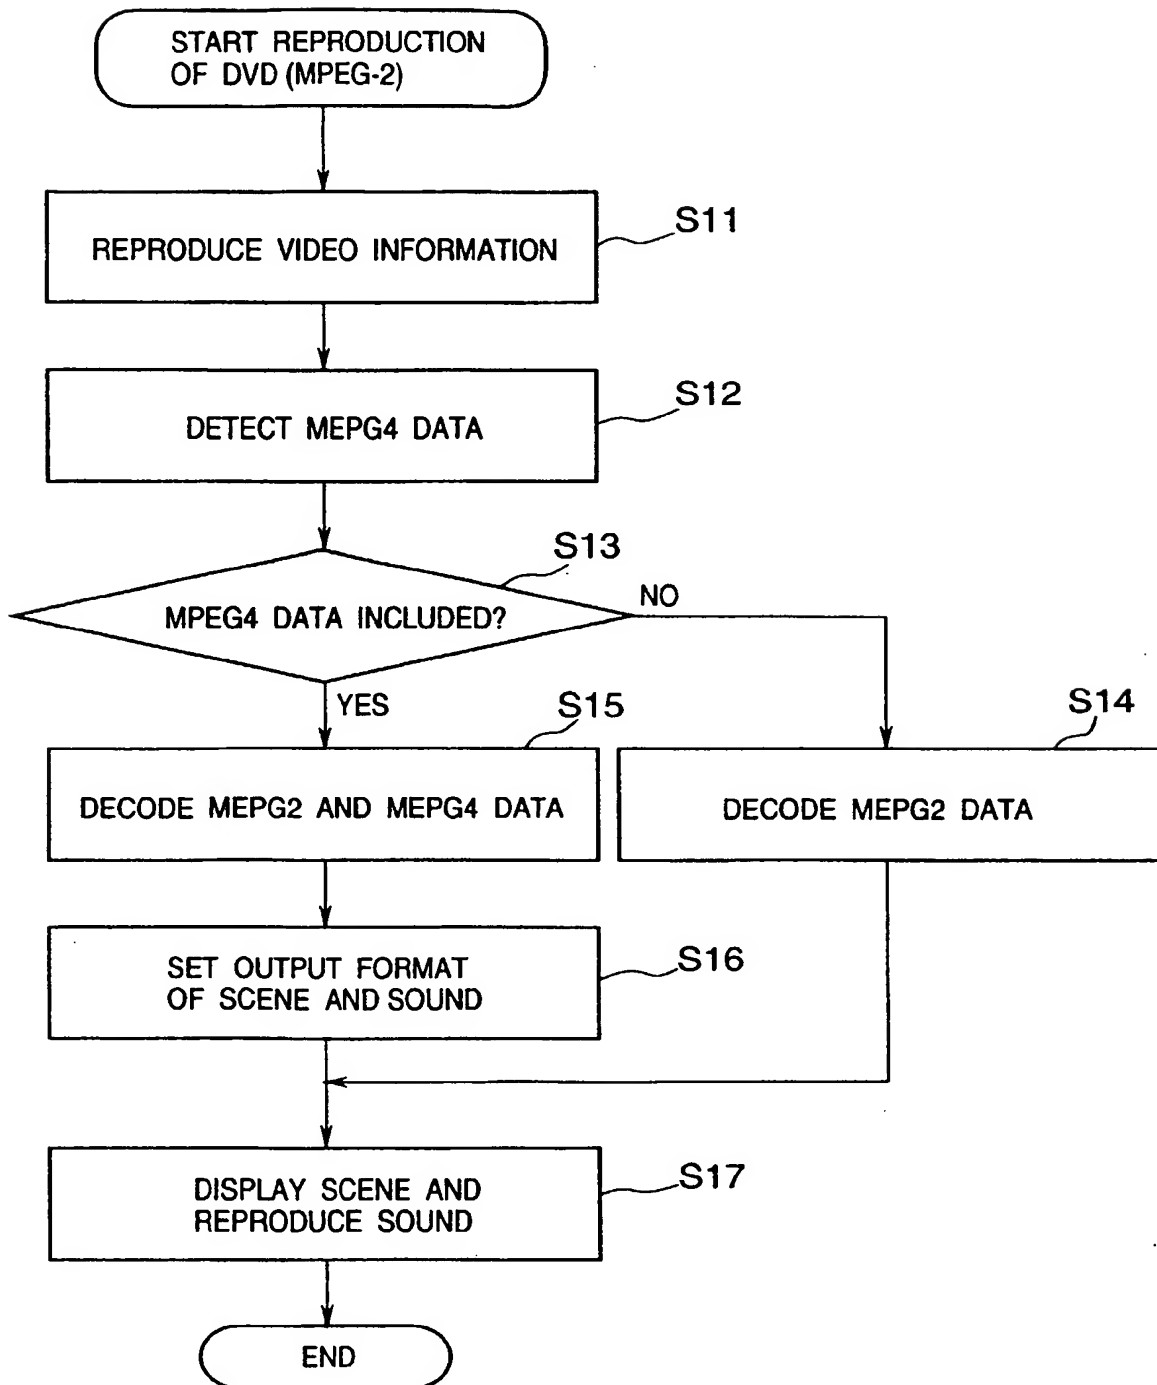 START REPRODUCTION
OF DVD (MPEG-2)
REPRODUCE VIDEO INFORMATION
S11
DETECT MEPG4 DATA
S12
S13
MPEG4 DATA INCLUDED?
NO
YES
S15
S14
DECODE MEPG2 AND MEPG4 DATA
DECODE MEPG2 DATA
SET OUTPUT FORMAT
OF SCENE AND SOUND
S16
DISPLAY SCENE AND
REPRODUCE SOUND
S17
END